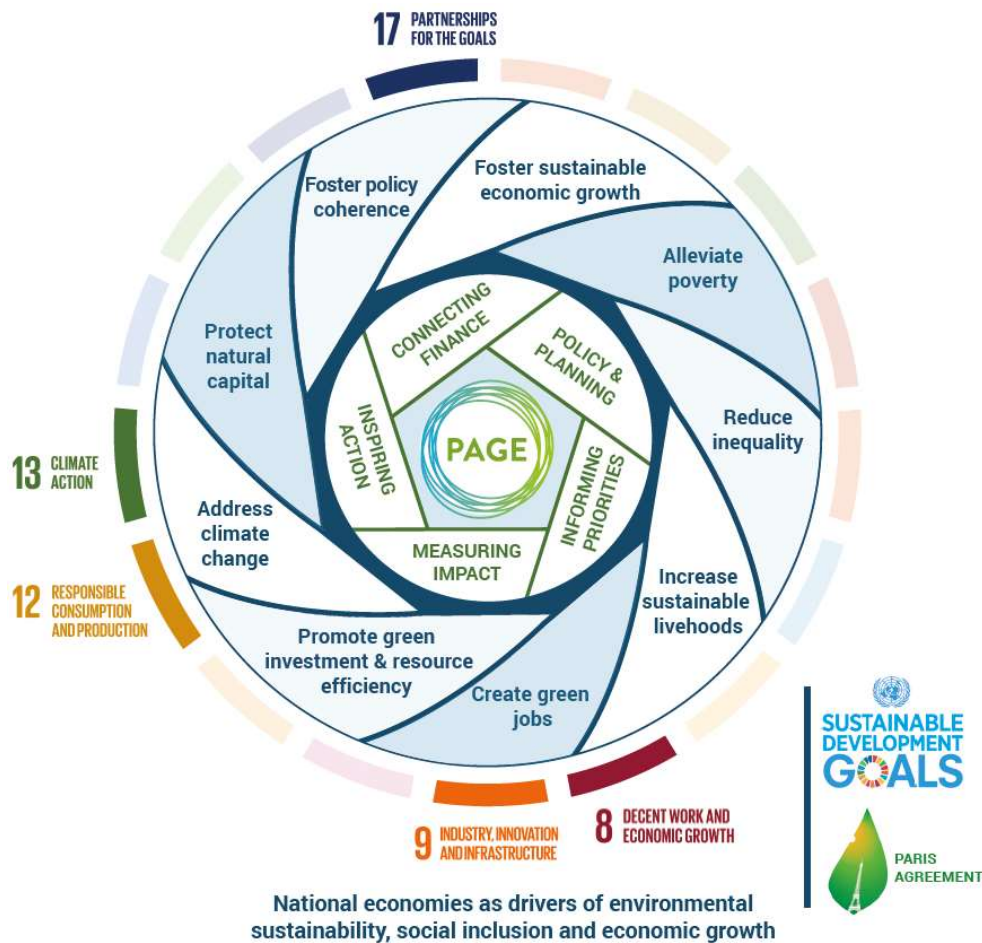 17 PARTNERSHIPS
FOR THE GOALS
Foster policy
coherence
Foster sustainable
economic growth
Alleviate
poverty
Reduce
inequality
Increase
sustainable
livehoods
Create green
jobs
Promote green
investment & resource
efficiency
Address
climate
change
Protect
natural
capital
CONNECTING
FINANCE
POLICY &
PLANNING
INFORMING
PRIORITIES
MEASURING
IMPACT
INSPIRING
ACTION
PAGE
13 CLIMATE
ACTION
12 RESPONSIBLE
CONSUMPTION
AND PRODUCTION
9 INDUSTRY, INNOVATION
AND INFRASTRUCTURE
8 DECENT WORK AND
ECONOMIC GROWTH
SUSTAINABLE
DEVELOPMENT
GOALS
PARIS
AGREEMENT
National economies as drivers of environmental
sustainability, social inclusion and economic growth